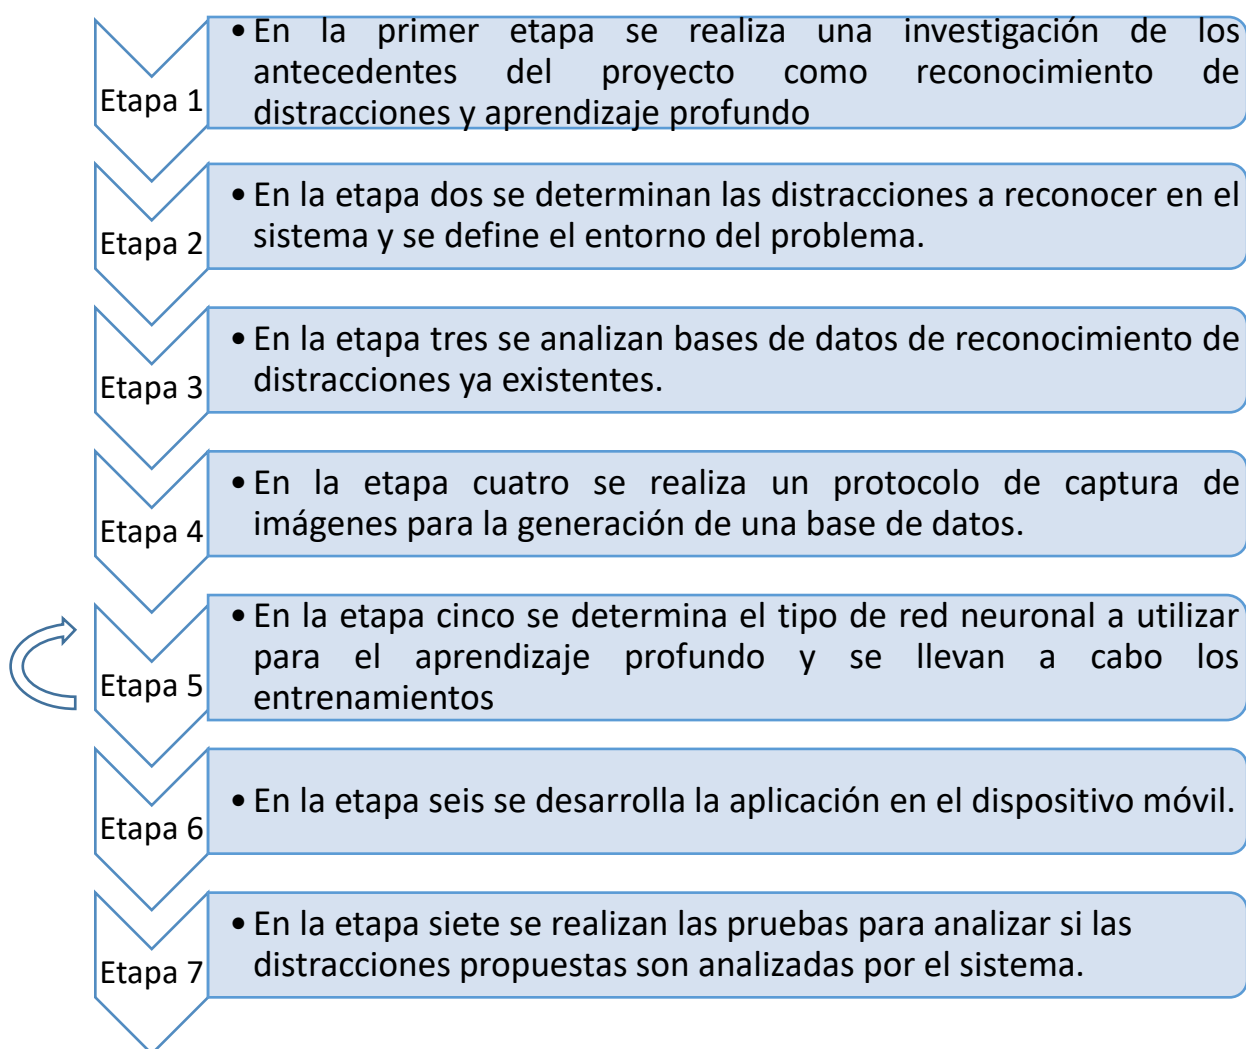 Etapa 1
• En la primer etapa se realiza una investigación de los
antecedentes del proyecto como reconocimiento de
distracciones y aprendizaje profundo
Etapa 2
• En la etapa dos se determinan las distracciones a reconocer en el
sistema y se define el entorno del problema.
Etapa 3
• En la etapa tres se analizan bases de datos de reconocimiento de
distracciones ya existentes.
Etapa 4
• En la etapa cuatro se realiza un protocolo de captura de
imágenes para la generación de una base de datos.
Etapa 5
• En la etapa cinco se determina el tipo de red neuronal a utilizar
para el aprendizaje profundo y se llevan a cabo los
entrenamientos
Etapa 6
• En la etapa seis se desarrolla la aplicación en el dispositivo móvil.
Etapa 7
• En la etapa siete se realizan las pruebas para analizar si las
distracciones propuestas son analizadas por el sistema.